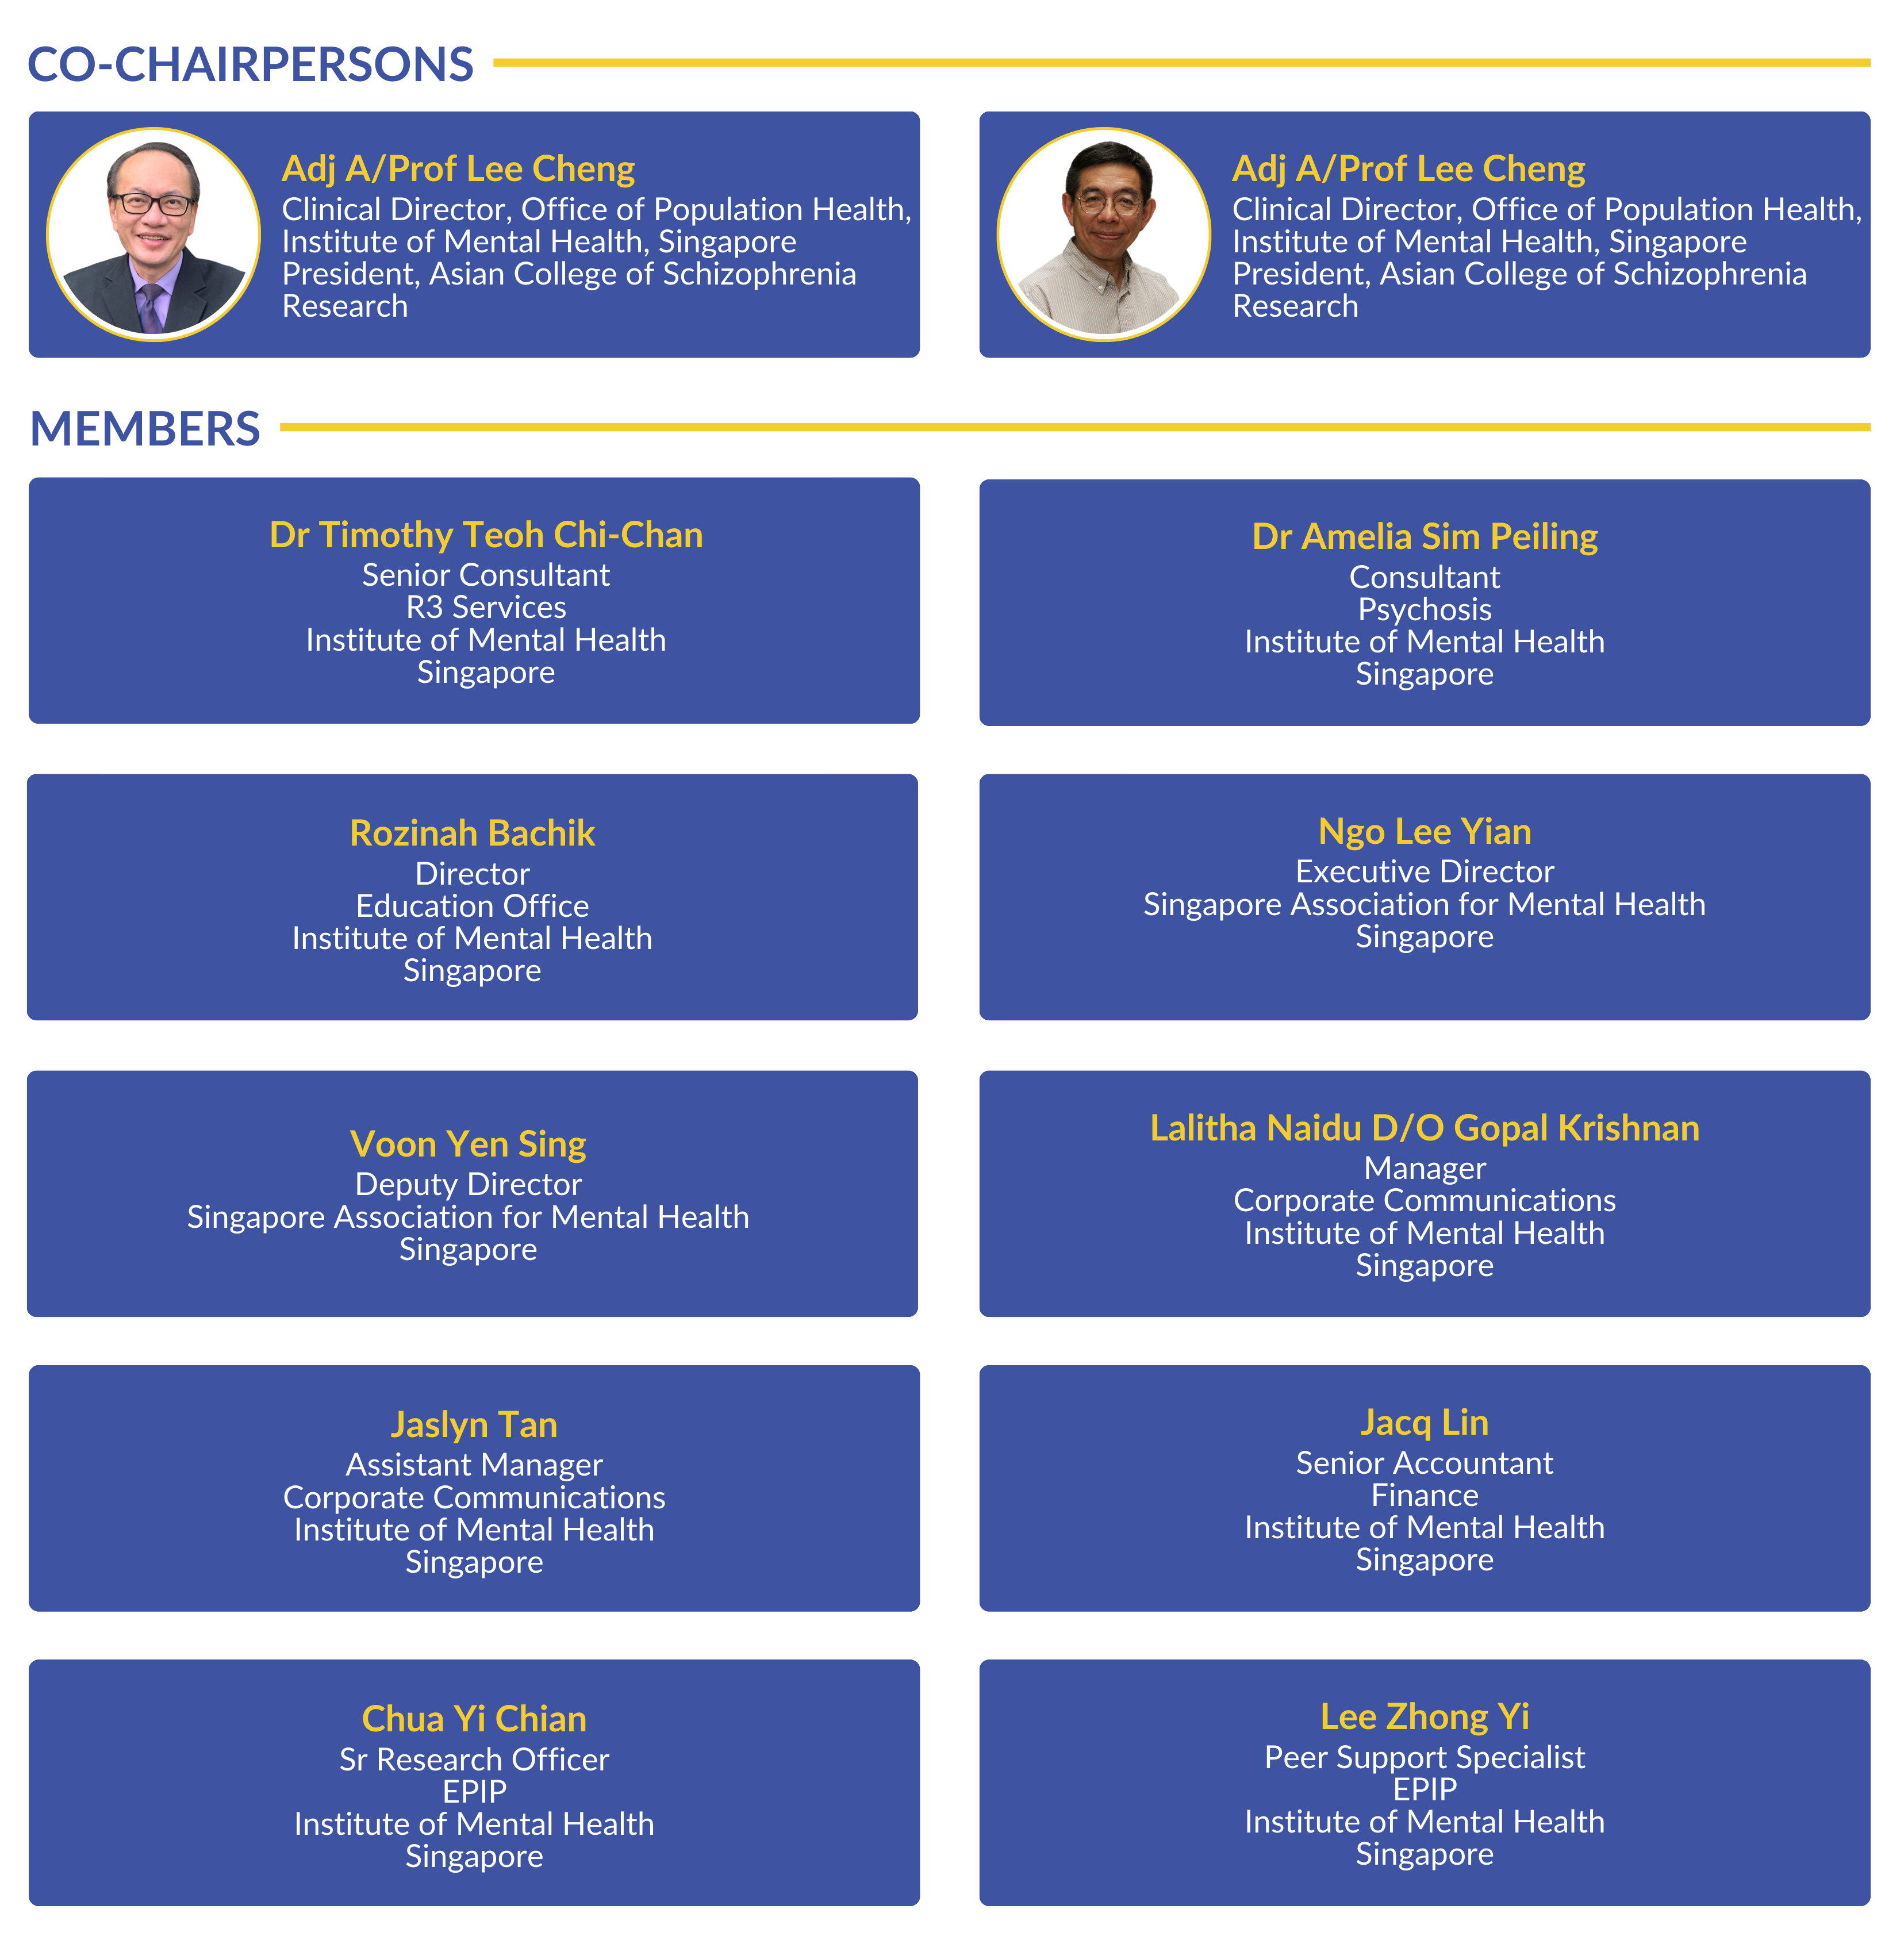 CO-CHAIRPERSONS
Adj A/Prof Lee Cheng
Clinical Director, Office of Population Health,
Institute of Mental Health, Singapore
President, Asian College of Schizophrenia
Research
Adj A/Prof Lee Cheng
Clinical Director, Office of Population Health,
Institute of Mental Health, Singapore
President, Asian College of Schizophrenia
Research
MEMBERS
Dr Timothy Teoh Chi-Chan
Senior Consultant
R3 Services
Institute of Mental Health
Singapore
Dr Amelia Sim Peiling
Consultant
Psychosis
Institute of Mental Health
Singapore
Rozinah Bachik
Director
Education Office
Institute of Mental Health
Singapore
Ngo Lee Yian
Executive Director
Singapore Association for Mental Health
Singapore
Voon Yen Sing
Deputy Director
Singapore Association for Mental Health
Singapore
Lalitha Naidu D/O Gopal Krishnan
Manager
Corporate Communications
Institute of Mental Health
Singapore
Jaslyn Tan
Assistant Manager
Corporate Communications
Institute of Mental Health
Singapore
Jacq Lin
Senior Accountant
Finance
Institute of Mental Health
Singapore
Chua Yi Chian
Sr Research Officer
EPIP
Institute of Mental Health
Singapore
Lee Zhong Yi
Peer Support Specialist
EPIP
Institute of Mental Health
Singapore